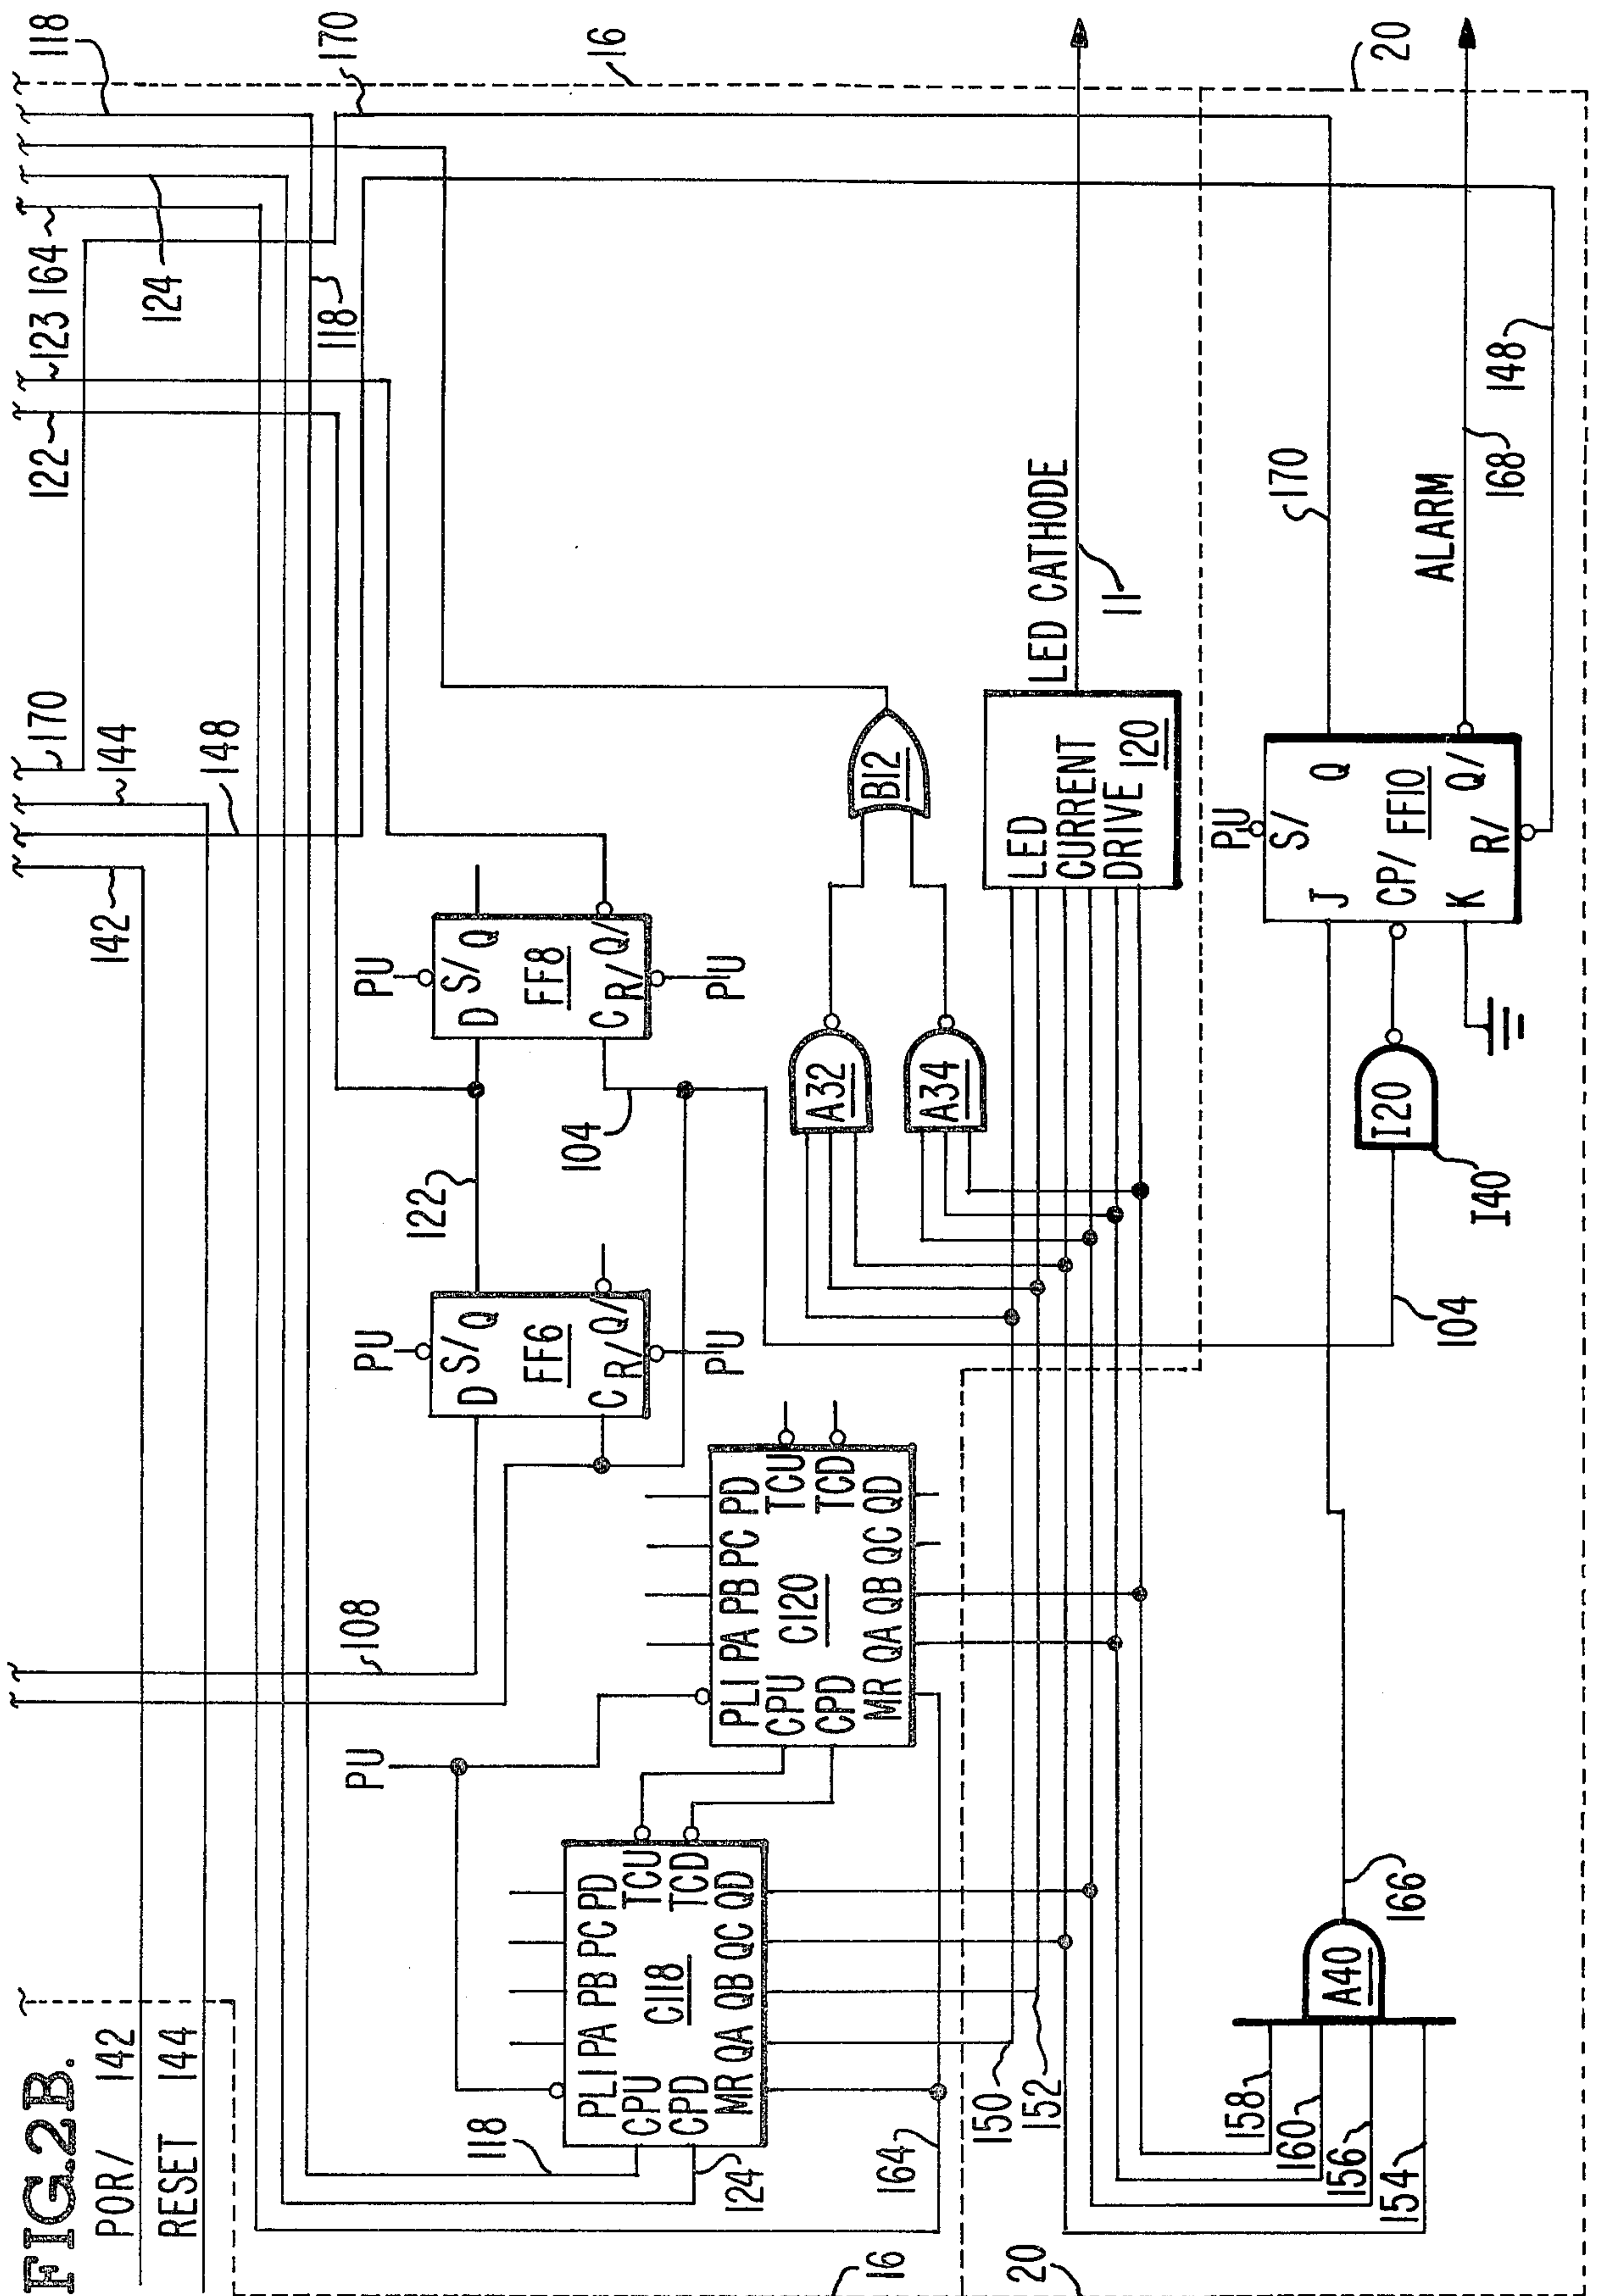 FIG.2B.
POR/ 142
RESET 144
142
170
144
148
122
123
164
124
118
118
170
16
108
PU
118
124
PLI PA PB PC PD
CPU TCU
C118
CPD TCD
MR QA QB QC QD
PLI PA PB PC PD
CPU TCU
C120
CPD TCD
MR QA QB QC QD
PU
D S/ Q
FF6
C R/ Q/
PU
122
104
PU
D S/ Q
FF8
C R/ Q/
PU
A32
A34
B12
LED
CURRENT
DRIVE 120
LED CATHODE
11
164
150
152
16
20
158
160
156
154
A40
166
104
I20
I40
PU
S/
J Q
CP/ FF10
K R/ Q/
170
ALARM
168
148
20